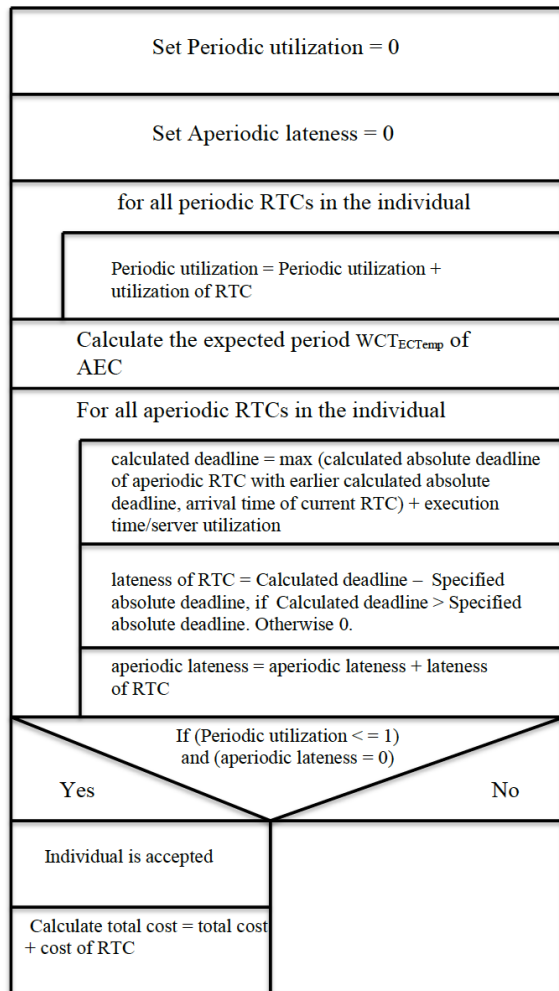 Set Periodic utilization = 0
Set Aperiodic lateness = 0
for all periodic RTCs in the individual
Periodic utilization = Periodic utilization +
utilization of RTC
Calculate the expected period WCTECTemp of
AEC
For all aperiodic RTCs in the individual
calculated deadline = max (calculated absolute deadline
of aperiodic RTC with earlier calculated absolute
deadline, arrival time of current RTC) + execution
time/server utilization
lateness of RTC = Calculated deadline – Specified
absolute deadline, if Calculated deadline > Specified
absolute deadline. Otherwise 0.
aperiodic lateness = aperiodic lateness + lateness
of RTC
If (Periodic utilization < = 1)
and (aperiodic lateness = 0)
Yes
No
Individual is accepted
Calculate total cost = total cost
+ cost of RTC